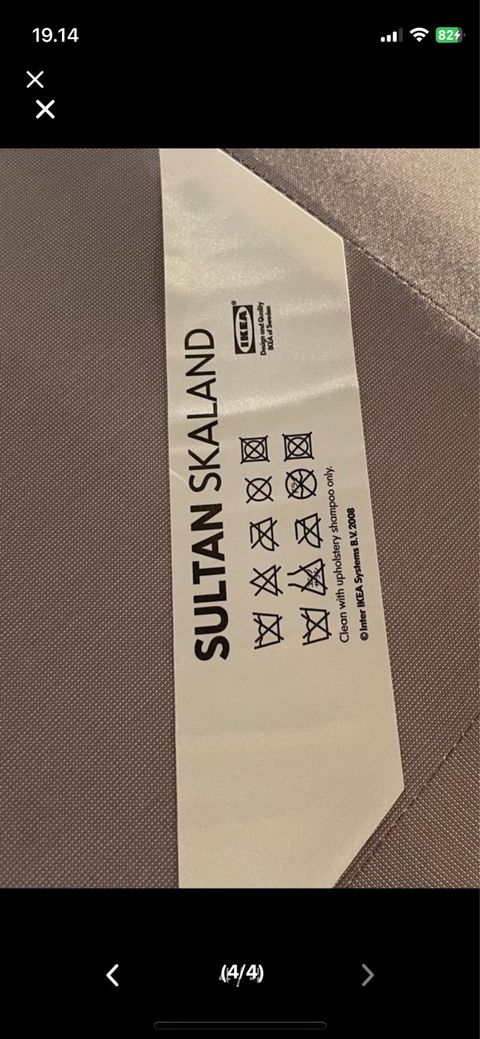 19.14
82
SULTAN SKALAND
IKEA®
Design and Quality
IKEA of Sweden
Clean with upholstery shampoo only.
© Inter IKEA Systems B.V. 2008
(4/4)